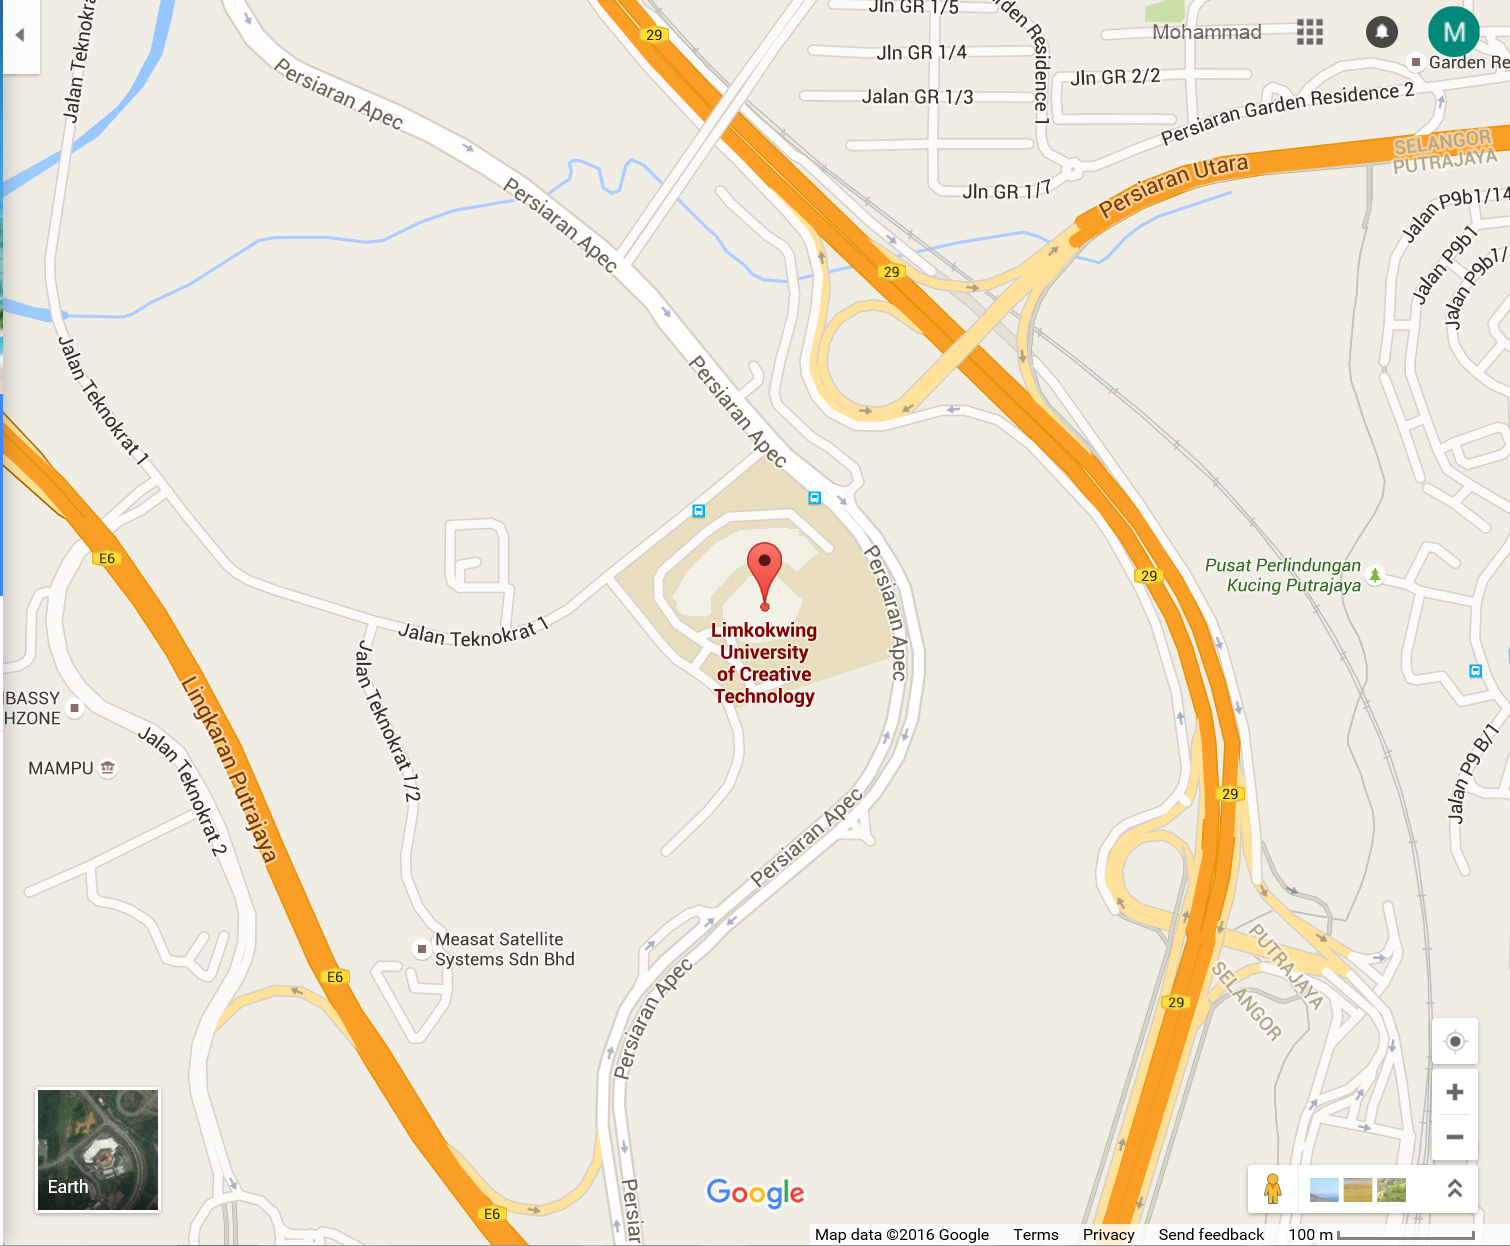 Jln GR 1/5
Mohammad
M
29
Jln GR 1/4
Jln GR 2/2
Garden Re
Jalan Teknokra
Persiaran Apec
Jalan GR 1/3
rden Residence 1
Persiaran Garden Residence 2
SELANGOR
PUTRAJAYA
Persiaran Utara
Jln GR 1/7
Persiaran Apec
Jalan P9b1/14
Jalan P9b1
Jalan P9b1/
29
Jalan Teknokrat 1
Persiaran Apec
E6
Persiaran Apec
29
Pusat Perlindungan
Kucing Putrajaya
Jalan Teknokrat 1
Limkokwing
University
of Creative
Technology
Jalan Teknokrat 1/2
BASSY
HZONE
Lingkaran Putrajaya
MAMPU
Jalan Teknokrat 2
Jalan P9 B/1
29
Persiaran Apec
Measat Satellite
Systems Sdn Bhd
E6
Persiaran Apec
PUTRAJAYA
SELANGOR
29
Earth
Google
E6
Persiar
Map data ©2016 Google
Terms
Privacy
Send feedback
100 m